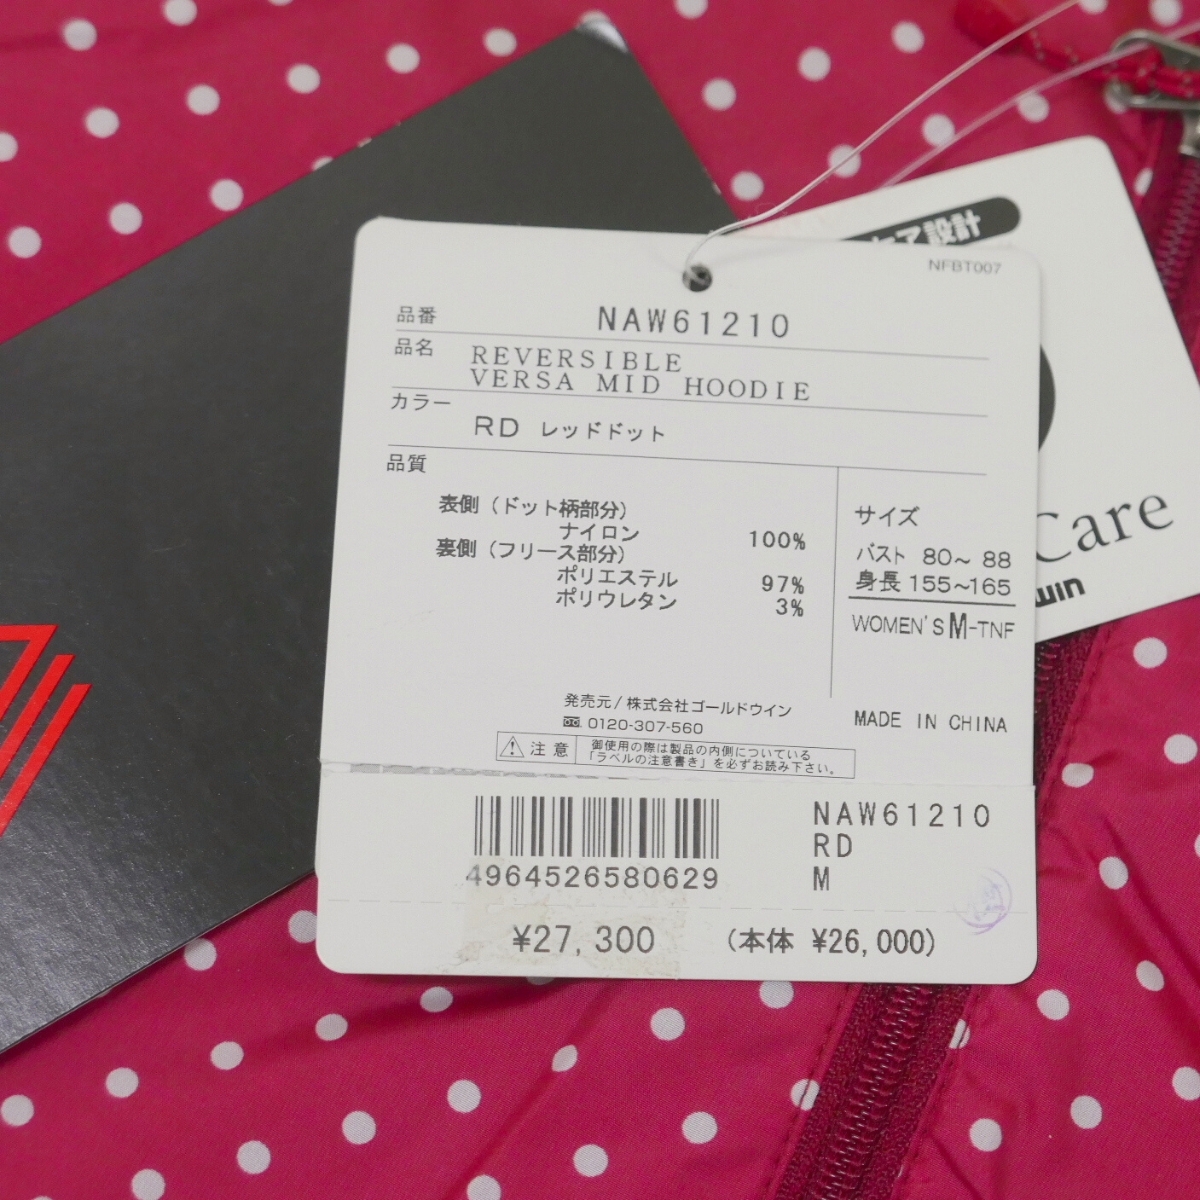 ケア設計
NFBT007
品番 NAW61210
品名 REVERSIBLE
VERSA MID HOODIE
カラー
RD レッドドット
品質
表側（ドット柄部分）
ナイロン 100%
裏側（フリース部分）
ポリエステル 97%
ポリウレタン 3%
サイズ
バスト 80～ 88
身長 155～165
WOMEN'S M-TNF
MADE IN CHINA
発売元/株式会社ゴールドウイン
0120-307-560
注意 御使用の際は製品の内側についている
「ラベルの注意書き」を必ずお読み下さい。
4964526580629
NAW61210
RD
M
¥27,300 (本体 ¥26,000)
Care
win